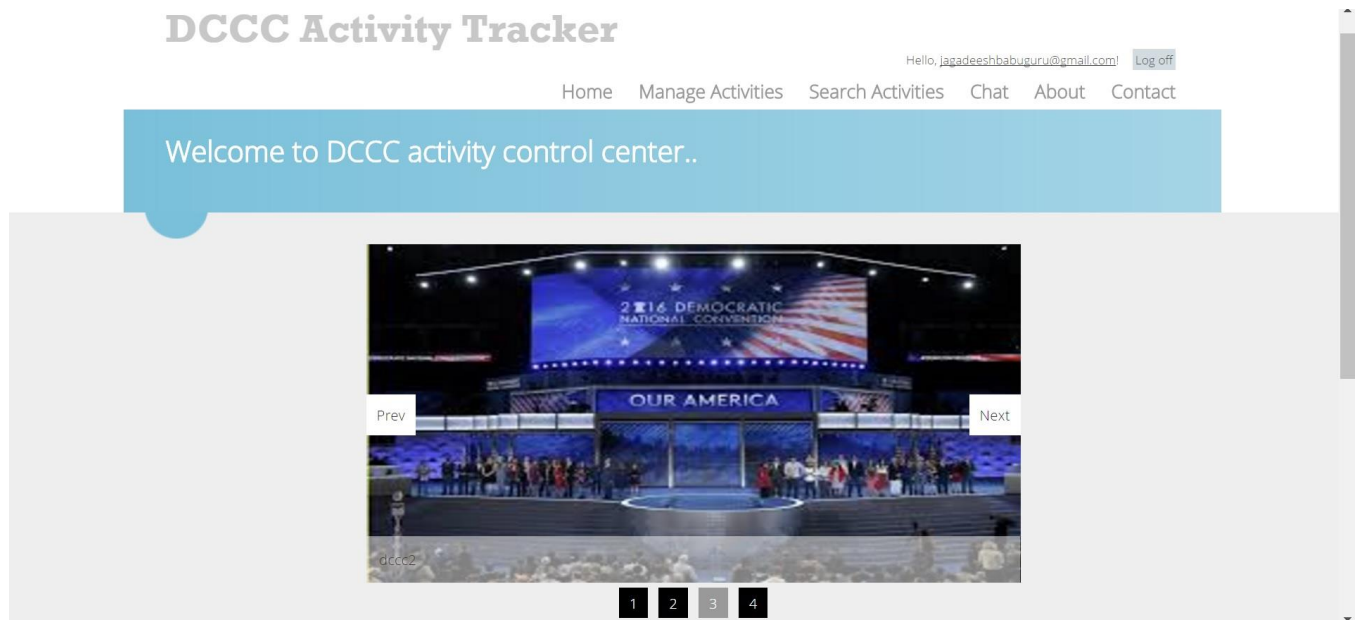 DCCC Activity Tracker
Hello, jagadeeshbabuguru@gmail.com! Log off
Home Manage Activities Search Activities Chat About Contact
Welcome to DCCC activity control center..
2016 DEMOCRATIC
NATIONAL CONVENTION
OUR AMERICA
Prev Next
dccc2
1 2 3 4